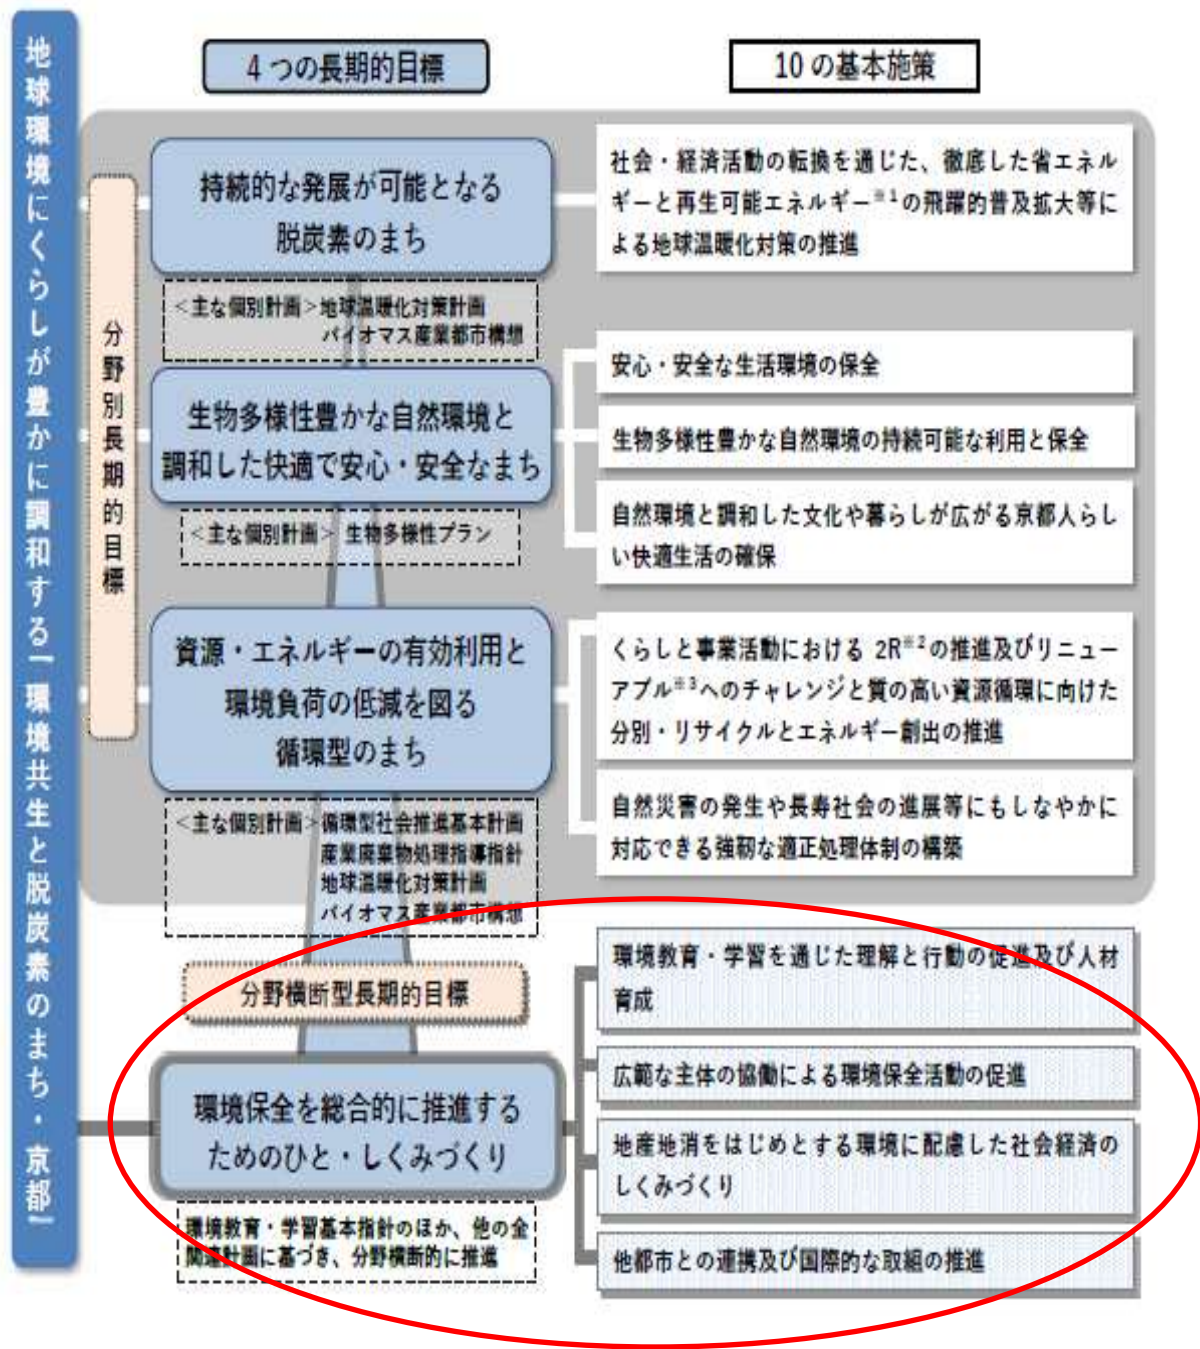 地球環境にくらしが豊かに調和する「環境共生と脱炭素のまち・京都」
4つの長期的目標
10の基本施策
分野別長期的目標
持続的な発展が可能となる
脱炭素のまち
<主な個別計画>地球温暖化対策計画
バイオマス産業都市構想
社会・経済活動の転換を通じた、徹底した省エネル
ギーと再生可能エネルギー※1の飛躍的普及拡大等に
よる地球温暖化対策の推進
生物多様性豊かな自然環境と
調和した快適で安心・安全なまち
<主な個別計画> 生物多様性プラン
安心・安全な生活環境の保全
生物多様性豊かな自然環境の持続可能な利用と保全
自然環境と調和した文化や暮らしが広がる京都人らし
い快適生活の確保
資源・エネルギーの有効利用と
環境負荷の低減を図る
循環型のまち
<主な個別計画>循環型社会推進基本計画
産業廃棄物処理指導指針
地球温暖化対策計画
バイオマス産業都市構想
くらしと事業活動における 2R※2の推進及びリニュー
アブル※3へのチャレンジと質の高い資源循環に向けた
分別・リサイクルとエネルギー創出の推進
自然災害の発生や長寿社会の進展等にもしなやかに
対応できる強靭な適正処理体制の構築
分野横断型長期的目標
環境保全を総合的に推進する
ためのひと・しくみづくり
環境教育・学習基本指針のほか、他の全
関連計画に基づき、分野横断的に推進
環境教育・学習を通じた理解と行動の促進及び人材
育成
広範な主体の協働による環境保全活動の促進
地産地消をはじめとする環境に配慮した社会経済の
しくみづくり
他都市との連携及び国際的な取組の推進